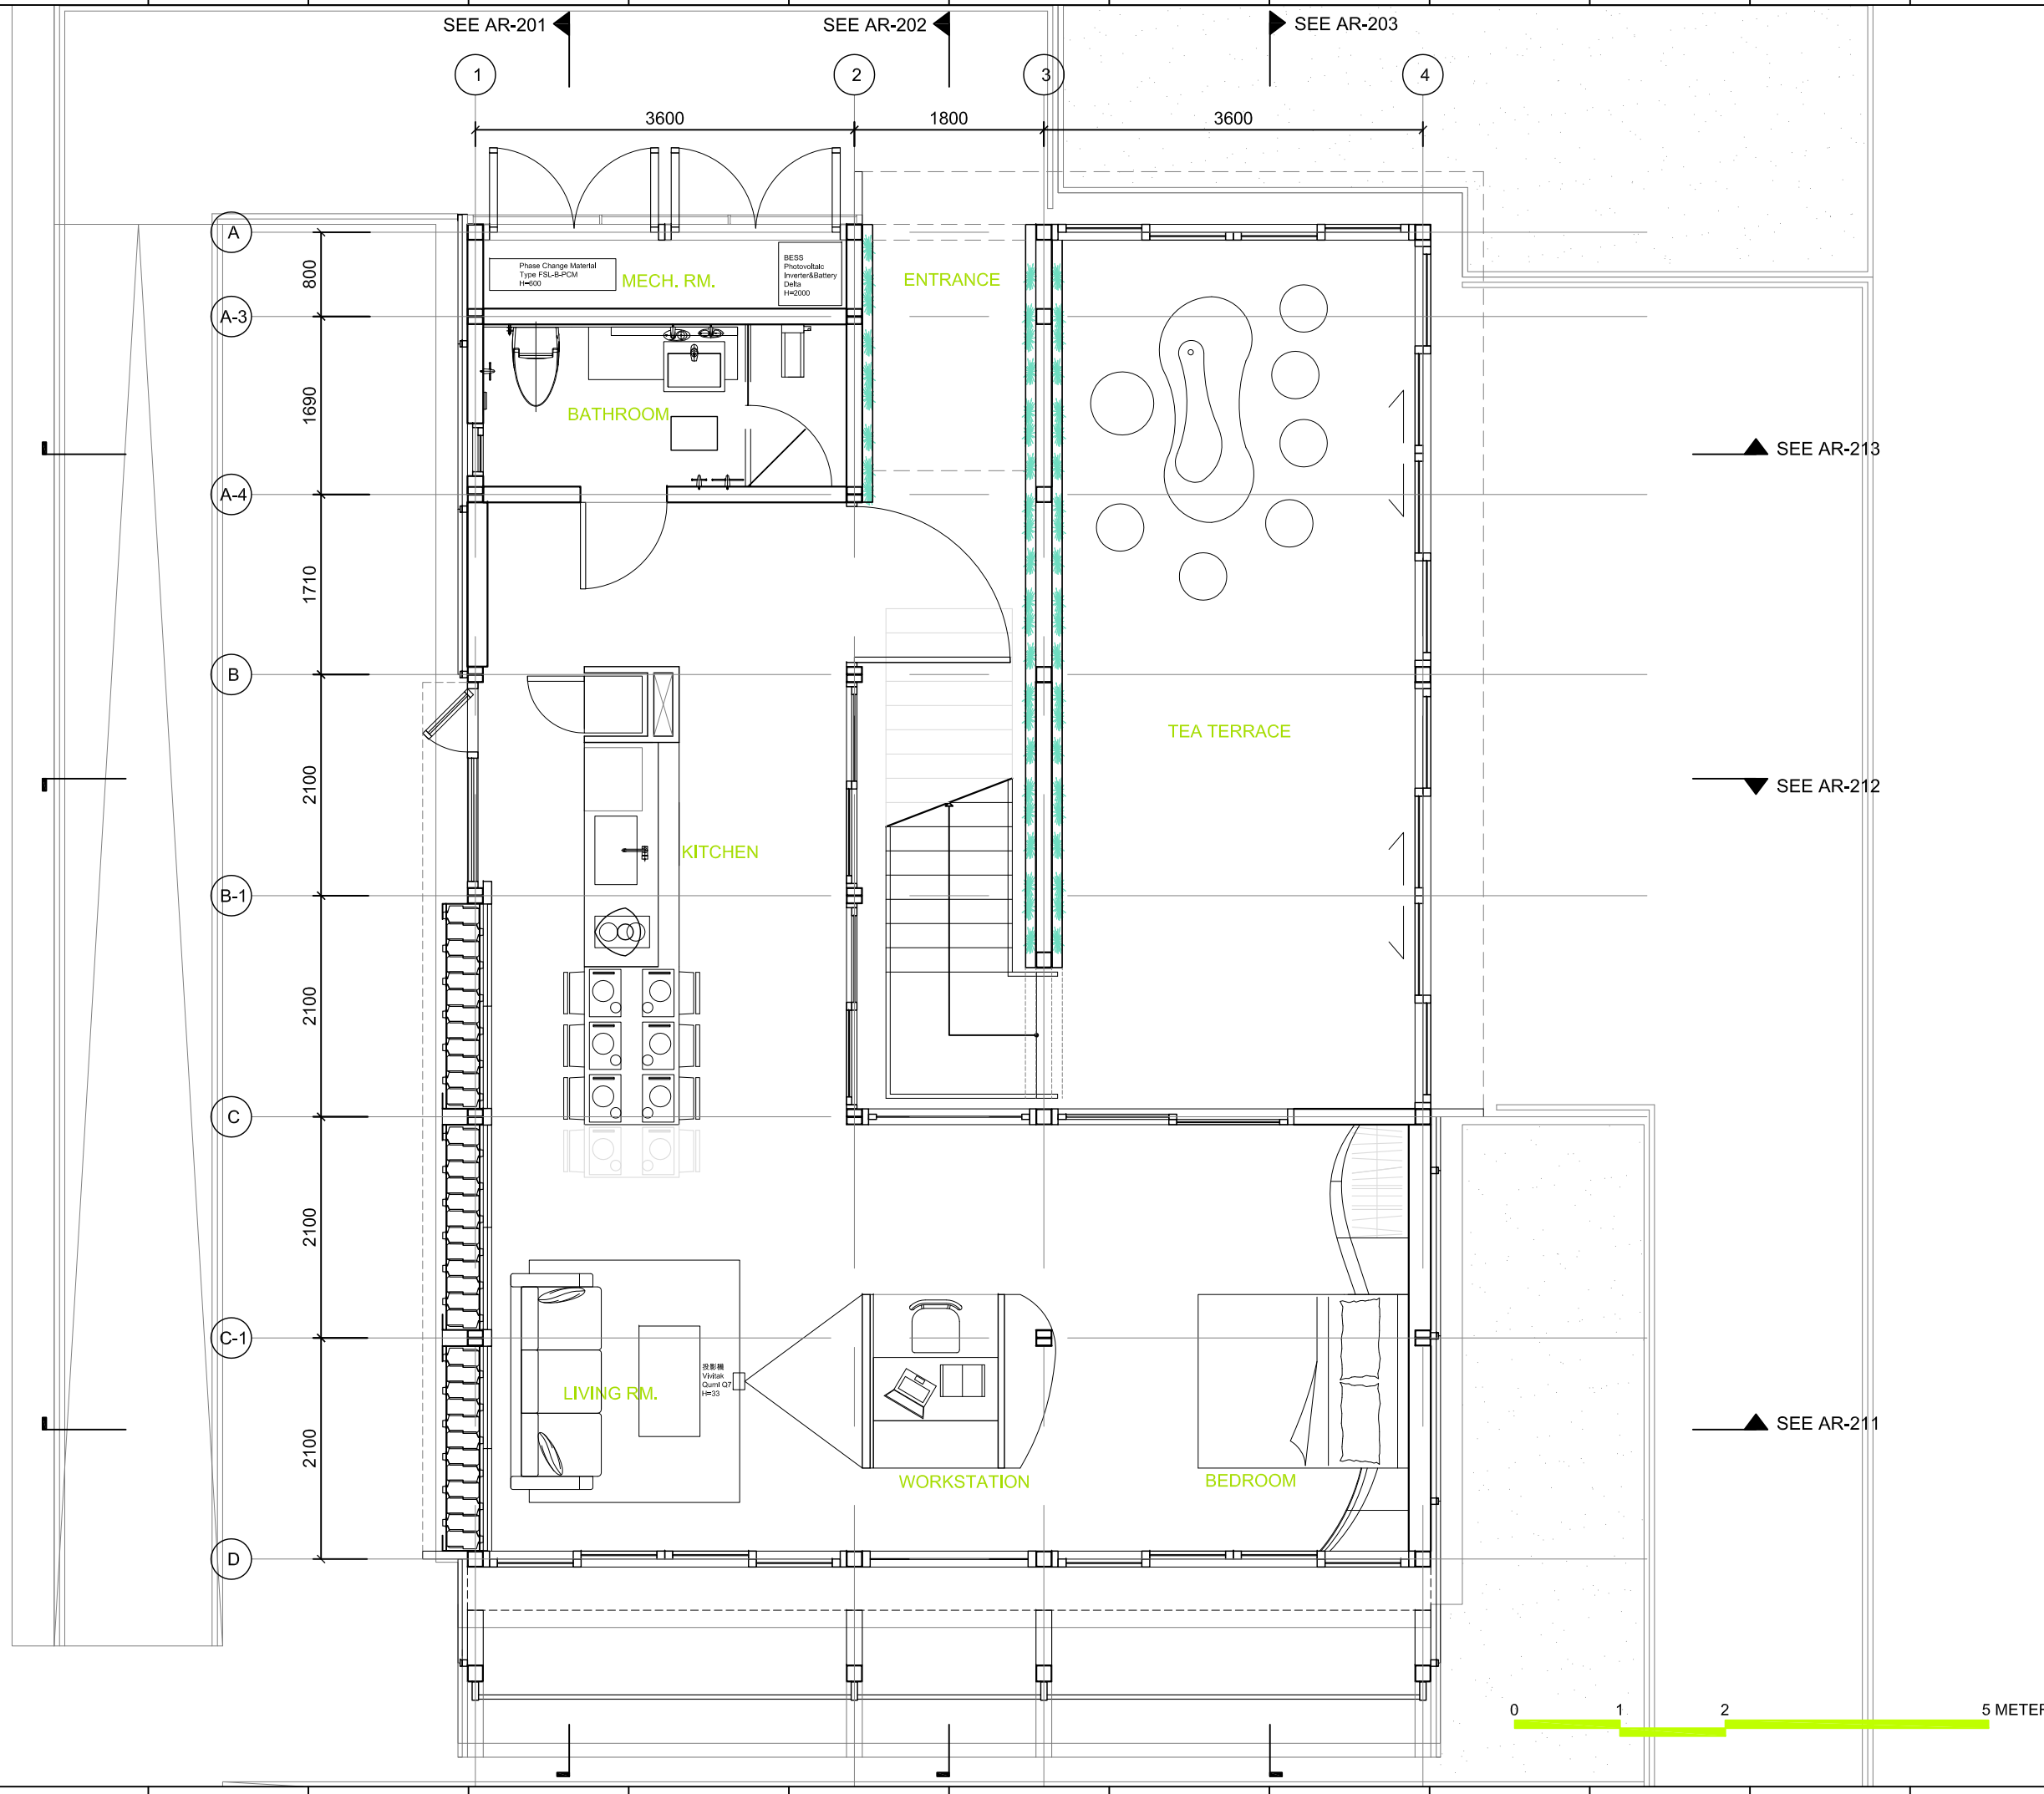 SEE AR-201
SEE AR-202
SEE AR-203
1
2
3
4
3600
1800
3600
A
800
Phase Change Material
Type FSL-B-PCM
H=600
MECH. RM.
BESS
Photovoltaic
Inverter&Battery
Delta
H=2000
ENTRANCE
A-3
1690
BATHROOM
SEE AR-213
A-4
1710
B
TEA TERRACE
2100
SEE AR-212
KITCHEN
B-1
2100
C
2100
C-1
投影機
Vivitek
Qumi Q7
H=33
LIVING RM.
SEE AR-211
2100
WORKSTATION
BEDROOM
D
0
1
2
5 METER